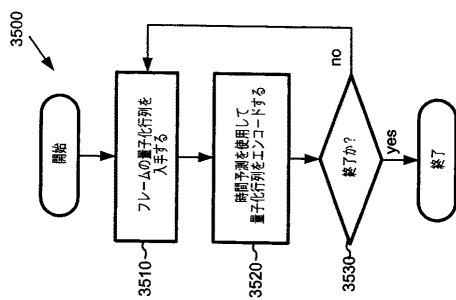 3500
開始
3510
フレームの量子化行列を
入手する
3520
時間予測を使用して
量子化行列をエンコードする
3530
終了か?
no
yes
終了